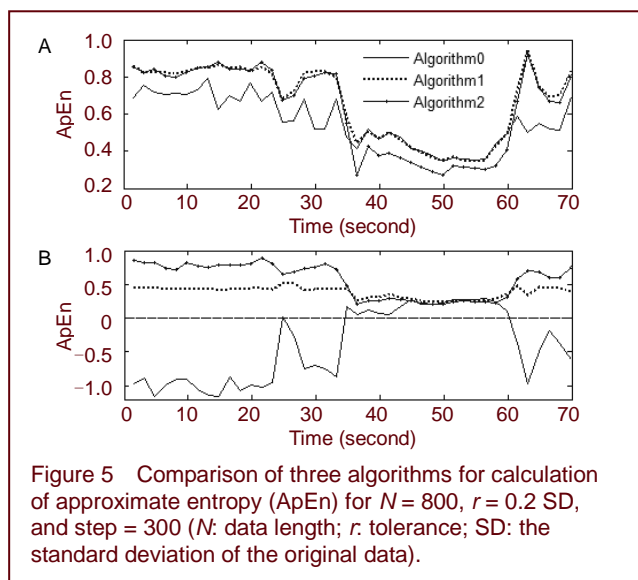 A
1.0
0.8
0.6
0.4
0.2
ApEn
Algorithm0
Algorithm1
Algorithm2
0 10 20 30 40 50 60 70
Time (second)
B
1.0
0.5
0
−0.5
−1.0
ApEn
0 10 20 30 40 50 60 70
Time (second)
Figure 5 Comparison of three algorithms for calculation
of approximate entropy (ApEn) for N = 800, r = 0.2 SD,
and step = 300 (N: data length; r: tolerance; SD: the
standard deviation of the original data).